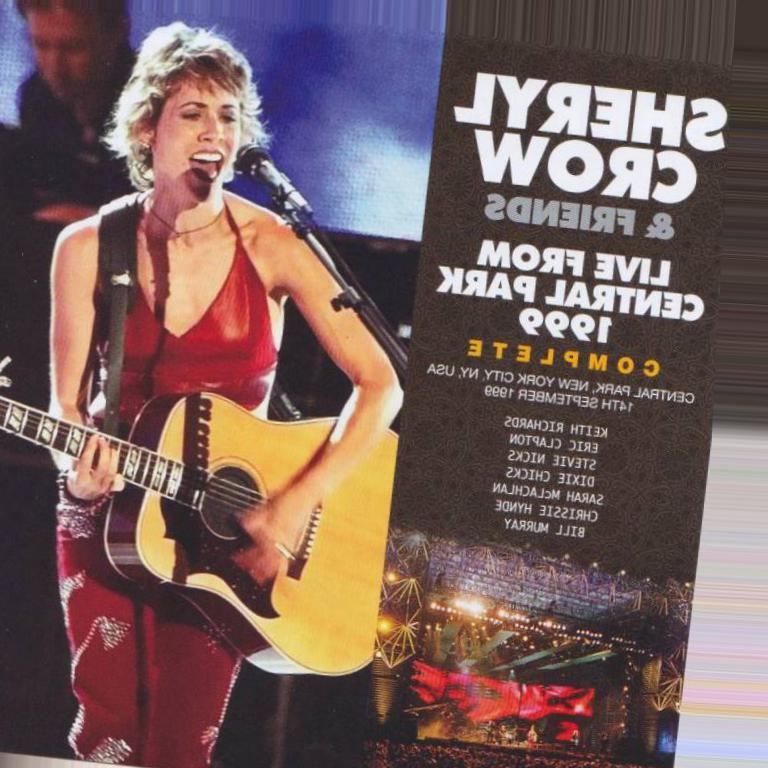 SHERYL
CROW
& FRIENDS
LIVE FROM
CENTRAL PARK
1999
COMPLETE
CENTRAL PARK, NEW YORK CITY, NY, USA
14TH SEPTEMBER 1999
KEITH RICHARDS
ERIC CLAPTON
STEVIE NICKS
DIXIE CHICKS
SARAH McLACHLAN
CHRISSIE HYNDE
BILL MURRAY